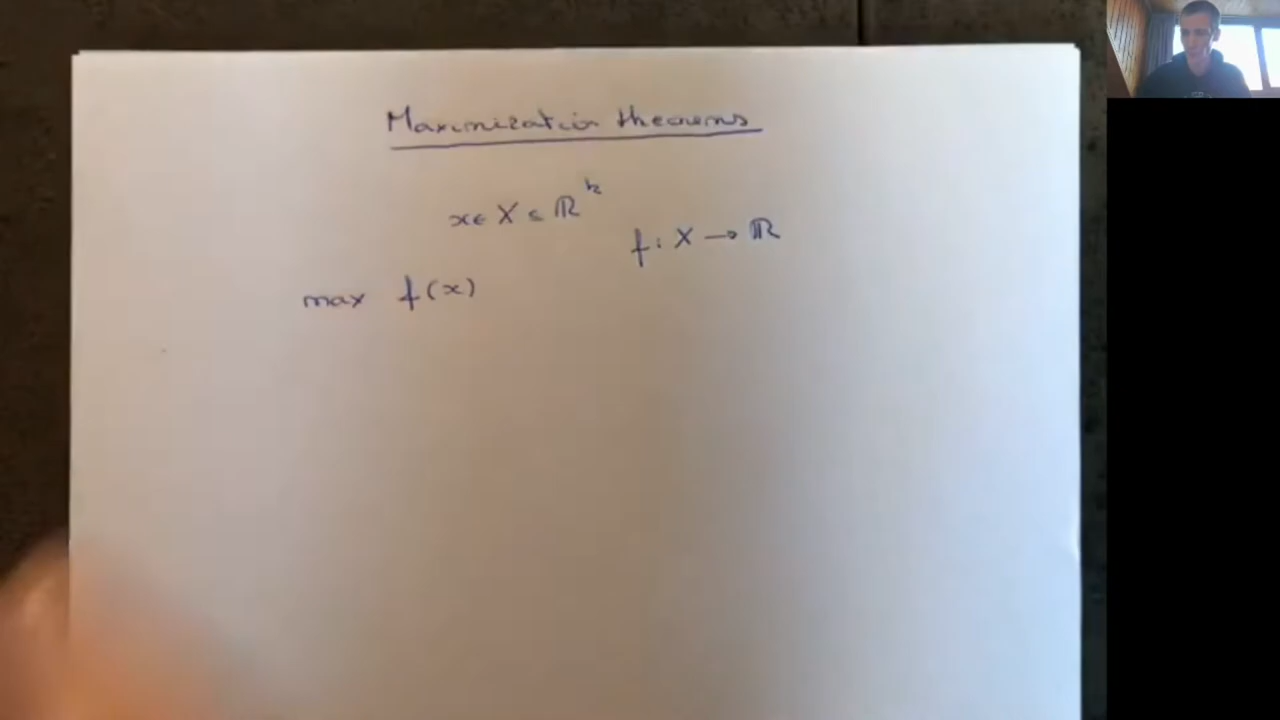 Maximization theorems
x ∈ X ⊆ ℝ^k
f : X → ℝ
max f(x)